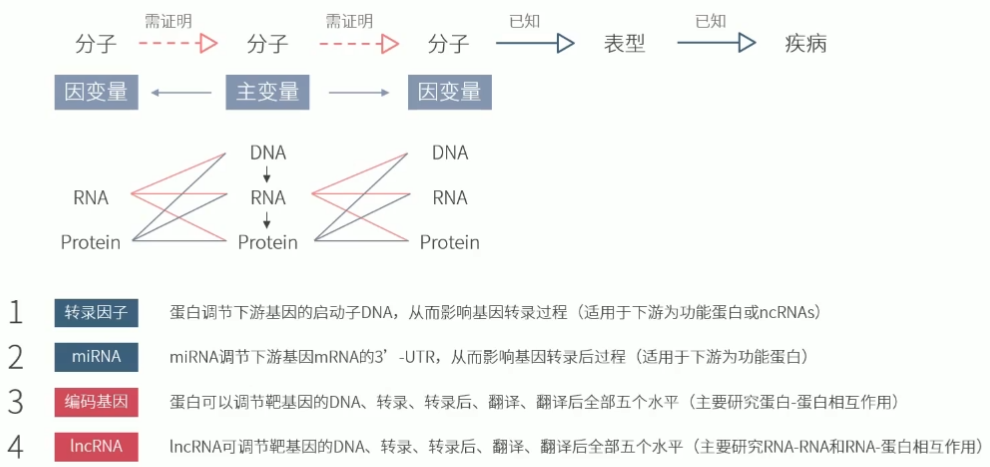 需证明 需证明 已知 已知
分子 分子 分子 表型 疾病
因变量 主变量 因变量
DNA DNA
RNA RNA RNA
Protein Protein Protein
1 转录因子 蛋白调节下游基因的启动子DNA，从而影响基因转录过程（适用于下游为功能蛋白或ncRNAs）
2 miRNA miRNA调节下游基因mRNA的3’-UTR，从而影响基因转录后过程（适用于下游为功能蛋白）
3 编码基因 蛋白可以调节靶基因的DNA、转录、转录后、翻译、翻译后全部五个水平（主要研究蛋白-蛋白相互作用）
4 lncRNA lncRNA可调节靶基因的DNA、转录、转录后、翻译、翻译后全部五个水平（主要研究RNA-RNA和RNA-蛋白相互作用）